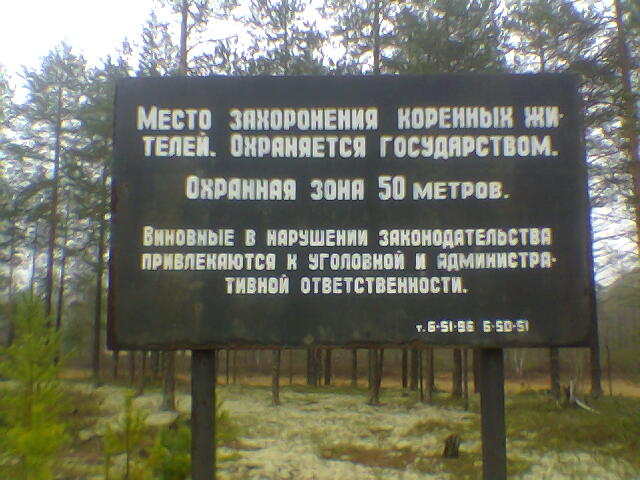 Место захоронения коренных жи-
телей. Охраняется государством.
Охранная зона 50 метров.
Виновные в нарушении законодательства
привлекаются к уголовной и администра-
тивной ответственности.
т. 6-51-96 6-50-51